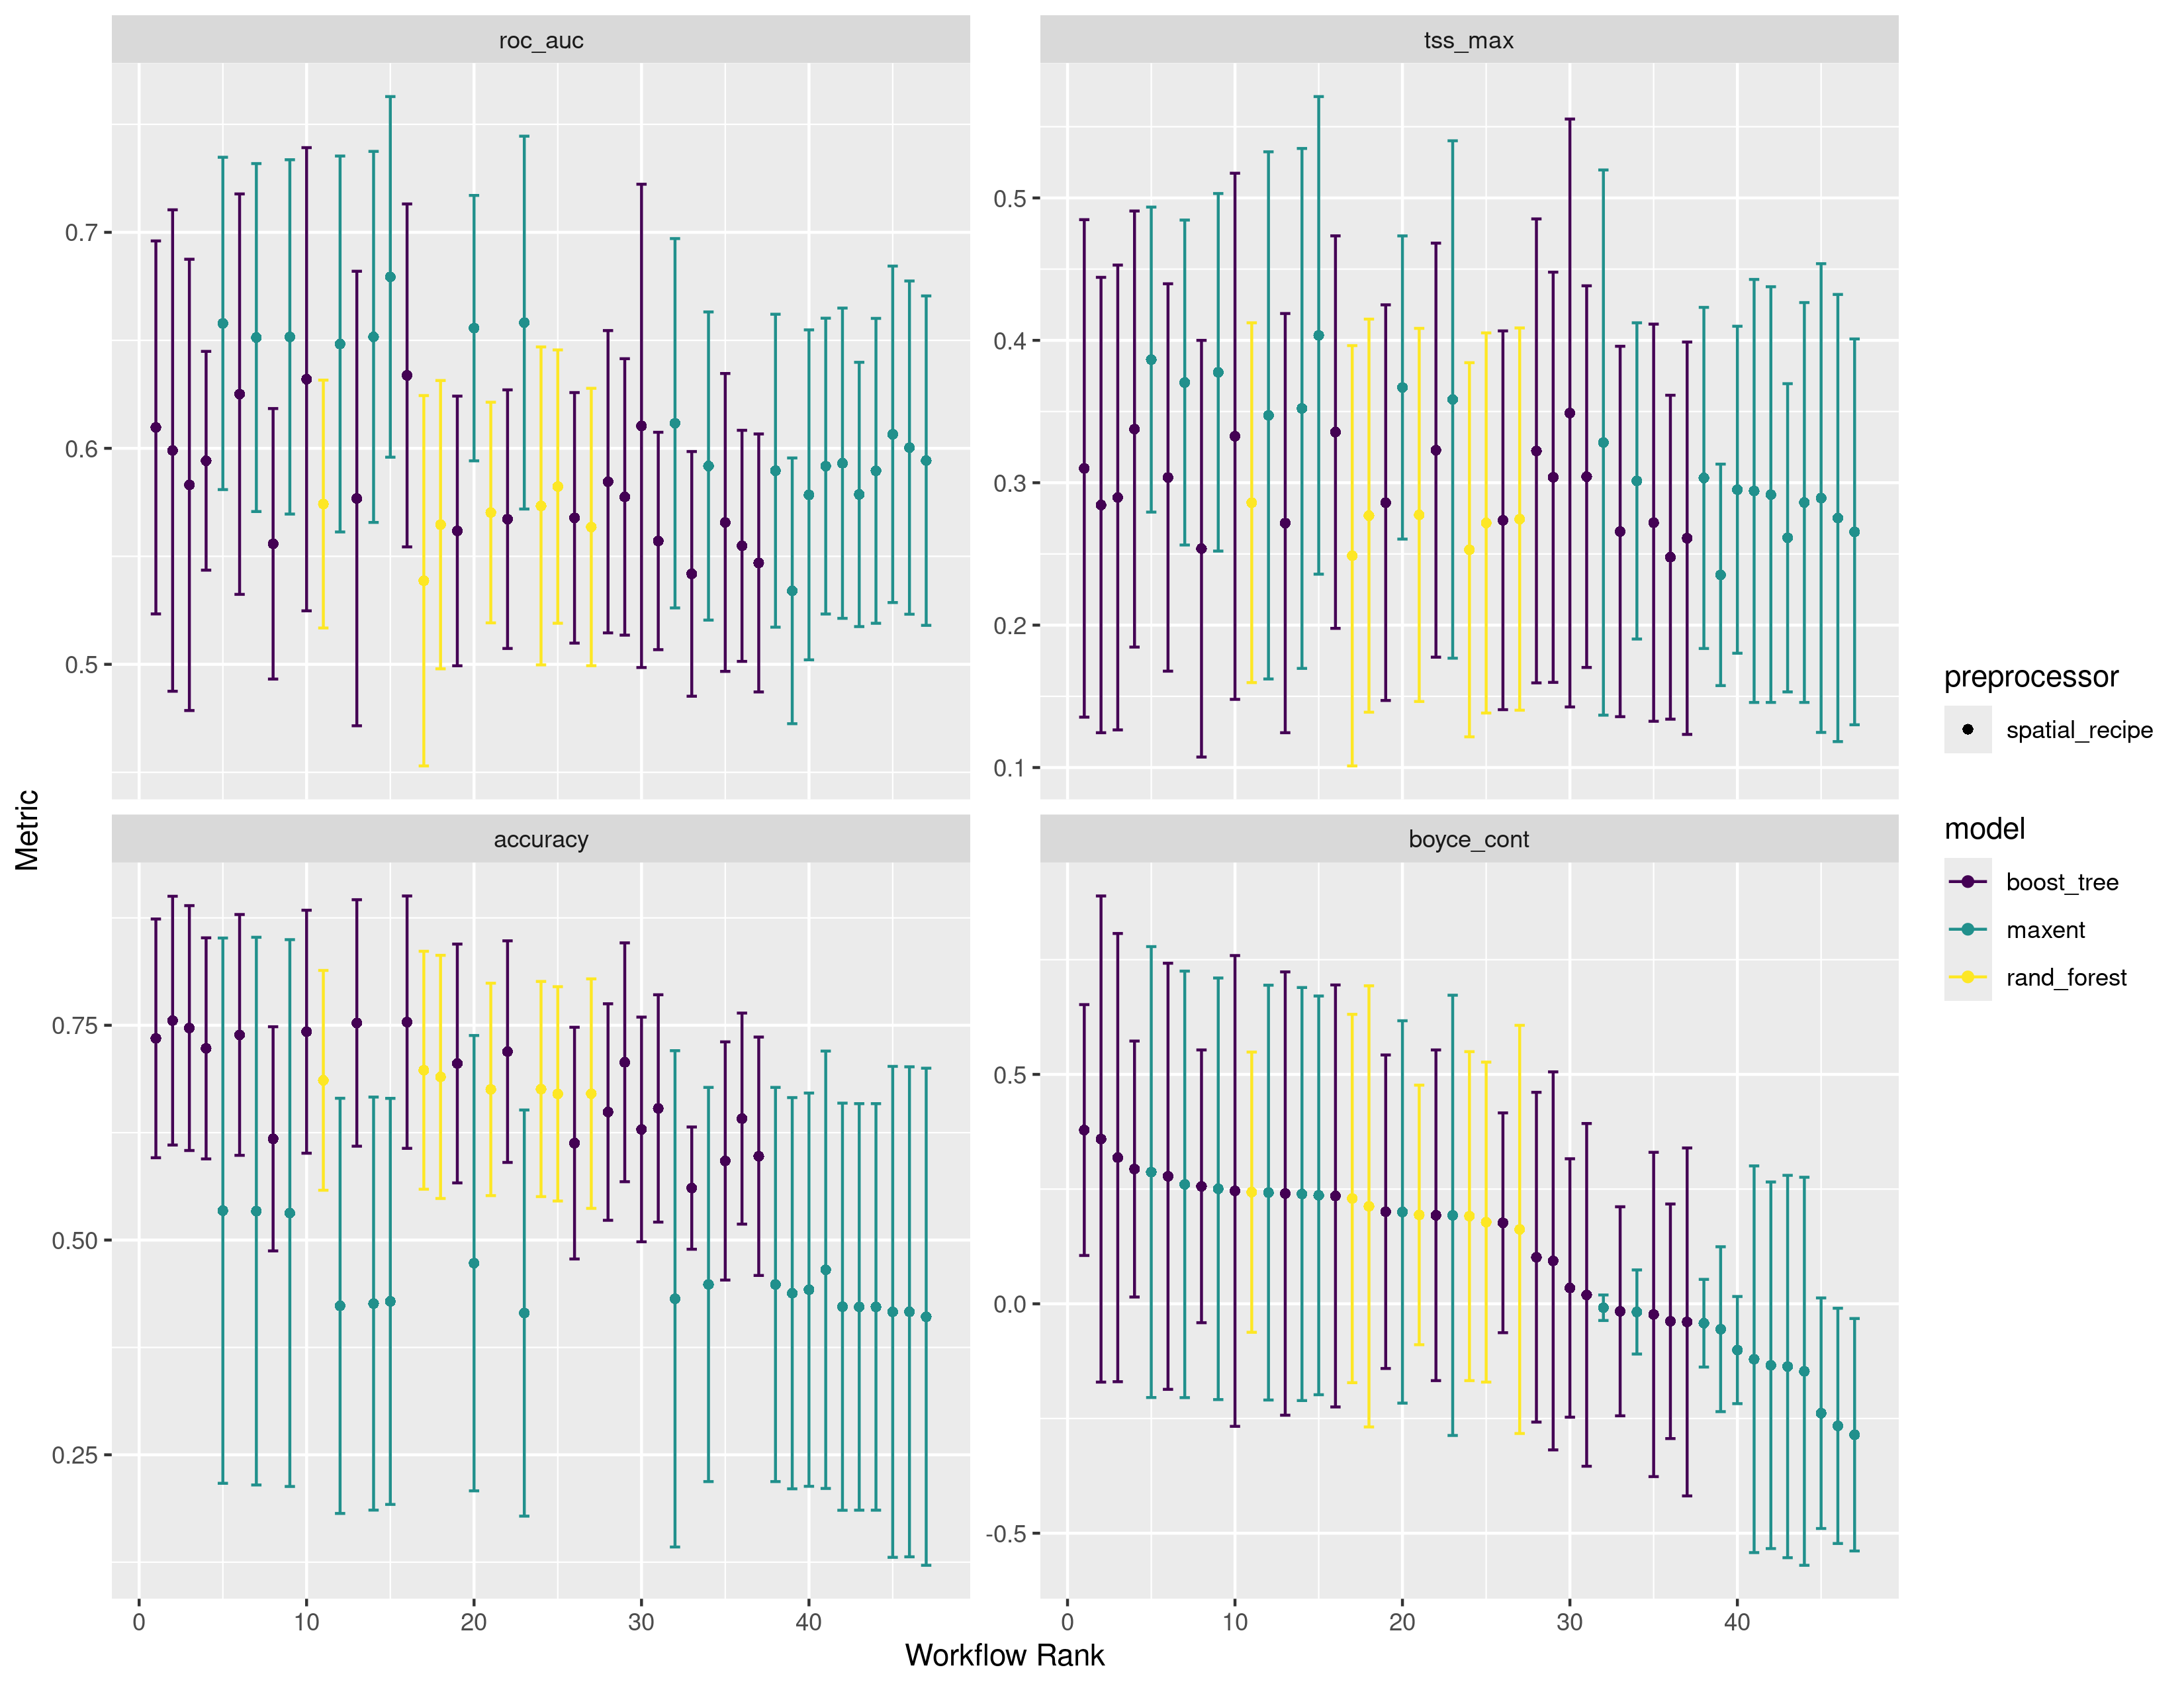 roc_auc
tss_max
0.7
0.6
0.5
0.5
0.4
0.3
0.2
0.1
accuracy
boyce_cont
0.75
0.50
0.25
0.5
0.0
-0.5
0 10 20 30 40
0 10 20 30 40
Workflow Rank
Metric
preprocessor
spatial_recipe
model
boost_tree
maxent
rand_forest